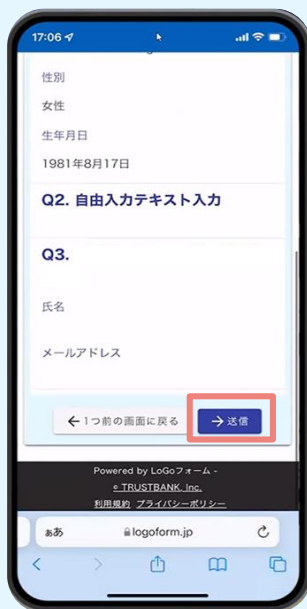 17:06
性別
女性
生年月日
1981年8月17日
Q2. 自由入力テキスト入力
Q3.
氏名
メールアドレス
←1つ前の画面に戻る
→送信
Powered by LoGoフォーム -
© TRUSTBANK, Inc.
利用規約 プライバシーポリシー
ぁあ
logoform.jp